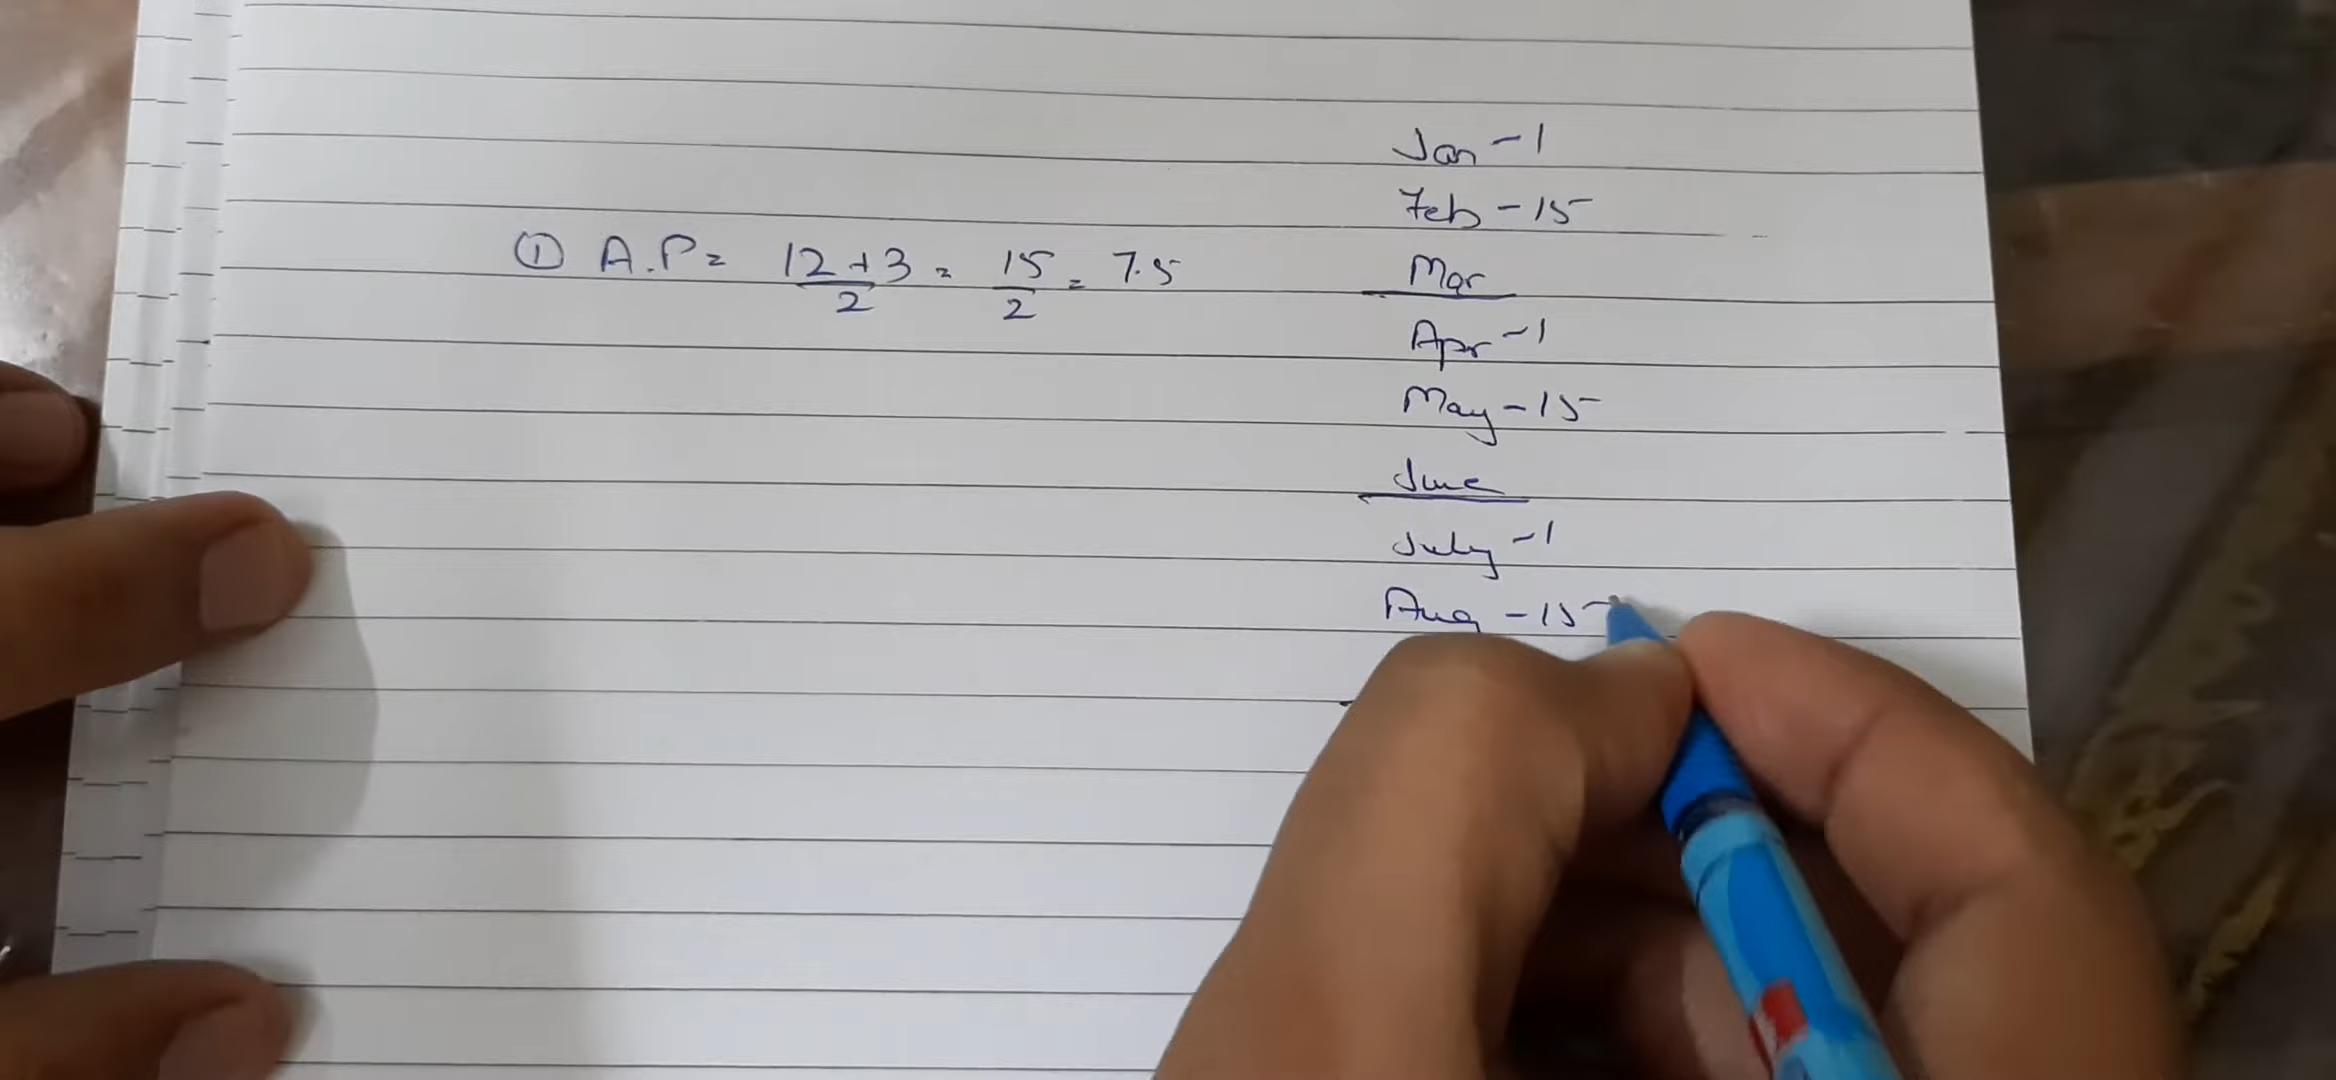 ① A.P = 12+3/2 = 15/2 = 7.5
Jan - 1
Feb - 15
Mar
Apr - 1
May - 15
June
July - 1
Aug - 15